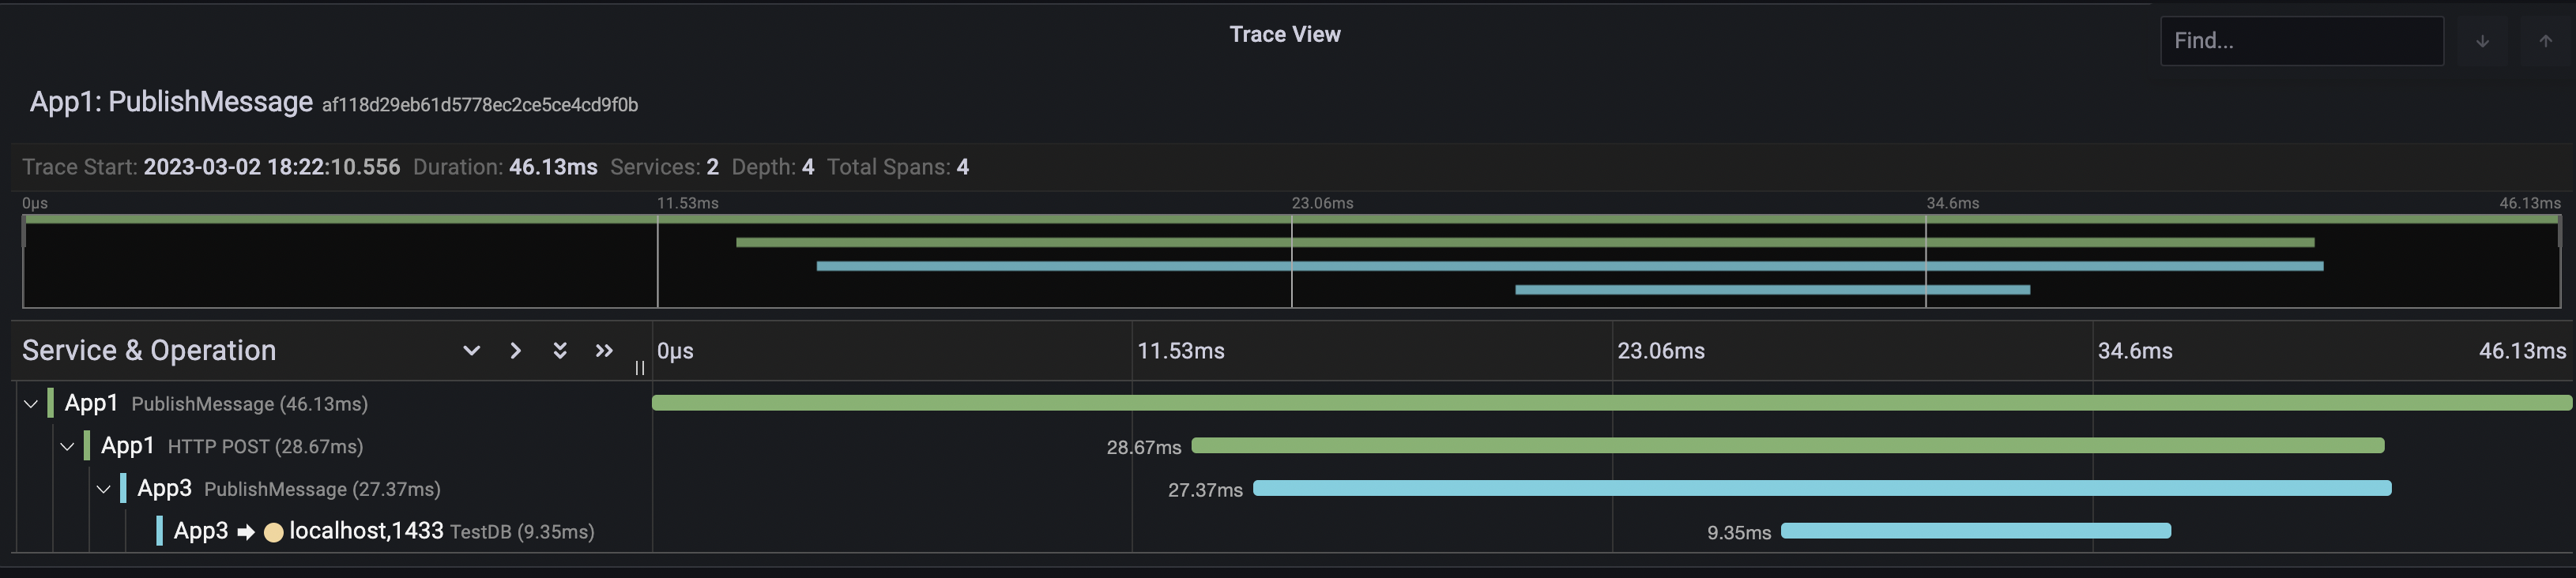 Trace View
Find...
App1: PublishMessage af118d29eb61d5778ec2ce5ce4cd9f0b
Trace Start: 2023-03-02 18:22:10.556 Duration: 46.13ms Services: 2 Depth: 4 Total Spans: 4
0μs 11.53ms 23.06ms 34.6ms 46.13ms
Service & Operation 0μs 11.53ms 23.06ms 34.6ms 46.13ms
App1 PublishMessage (46.13ms)
App1 HTTP POST (28.67ms) 28.67ms
App3 PublishMessage (27.37ms) 27.37ms
App3 localhost,1433 TestDB (9.35ms) 9.35ms